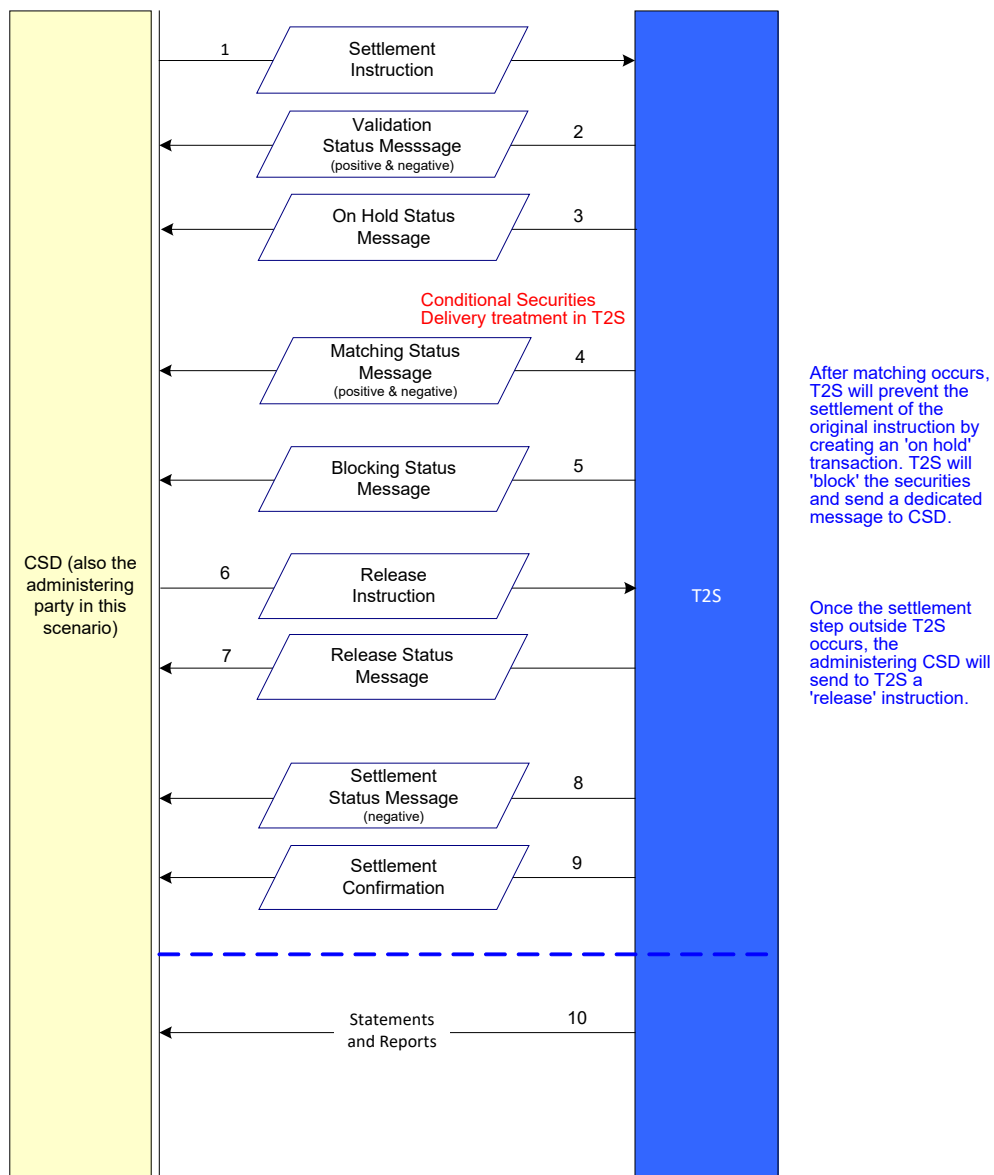 1
Settlement
Instruction
Validation
Status Messsage
(positive & negative)
2
On Hold Status
Message
3
Conditional Securities
Delivery treatment in T2S
Matching Status
Message
(positive & negative)
4
After matching occurs,
T2S will prevent the
settlement of the
original instruction by
creating an 'on hold'
transaction. T2S will
'block' the securities
and send a dedicated
message to CSD.
Blocking Status
Message
5
CSD (also the
administering
party in this
scenario)
6
Release
Instruction
T2S
Once the settlement
step outside T2S
occurs, the
administering CSD will
send to T2S a
'release' instruction.
7
Release Status
Message
Settlement
Status Message
(negative)
8
Settlement
Confirmation
9
Statements
and Reports
10